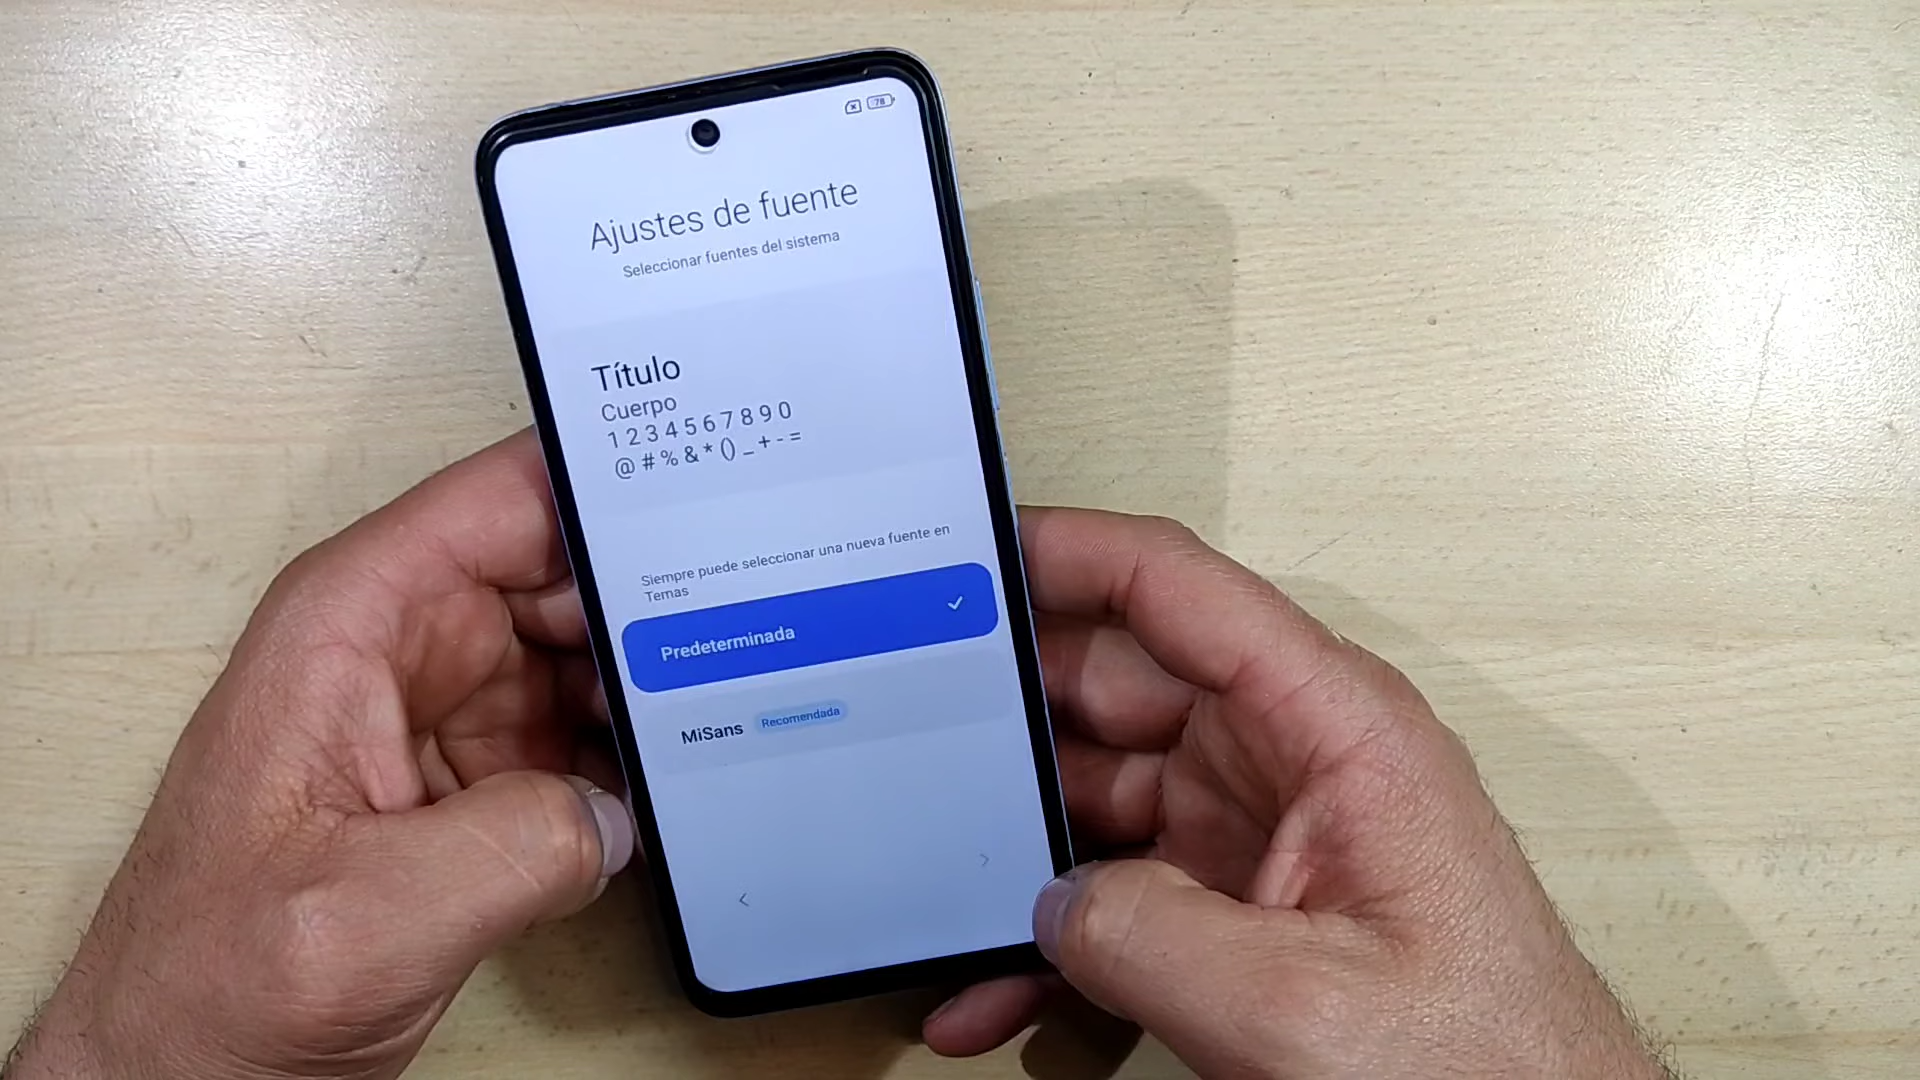 78
Ajustes de fuente
Seleccionar fuentes del sistema
Título
Cuerpo
1 2 3 4 5 6 7 8 9 0
@ # % & * () _ + - =
Siempre puede seleccionar una nueva fuente en
Temas
Predeterminada
MiSans Recomendada